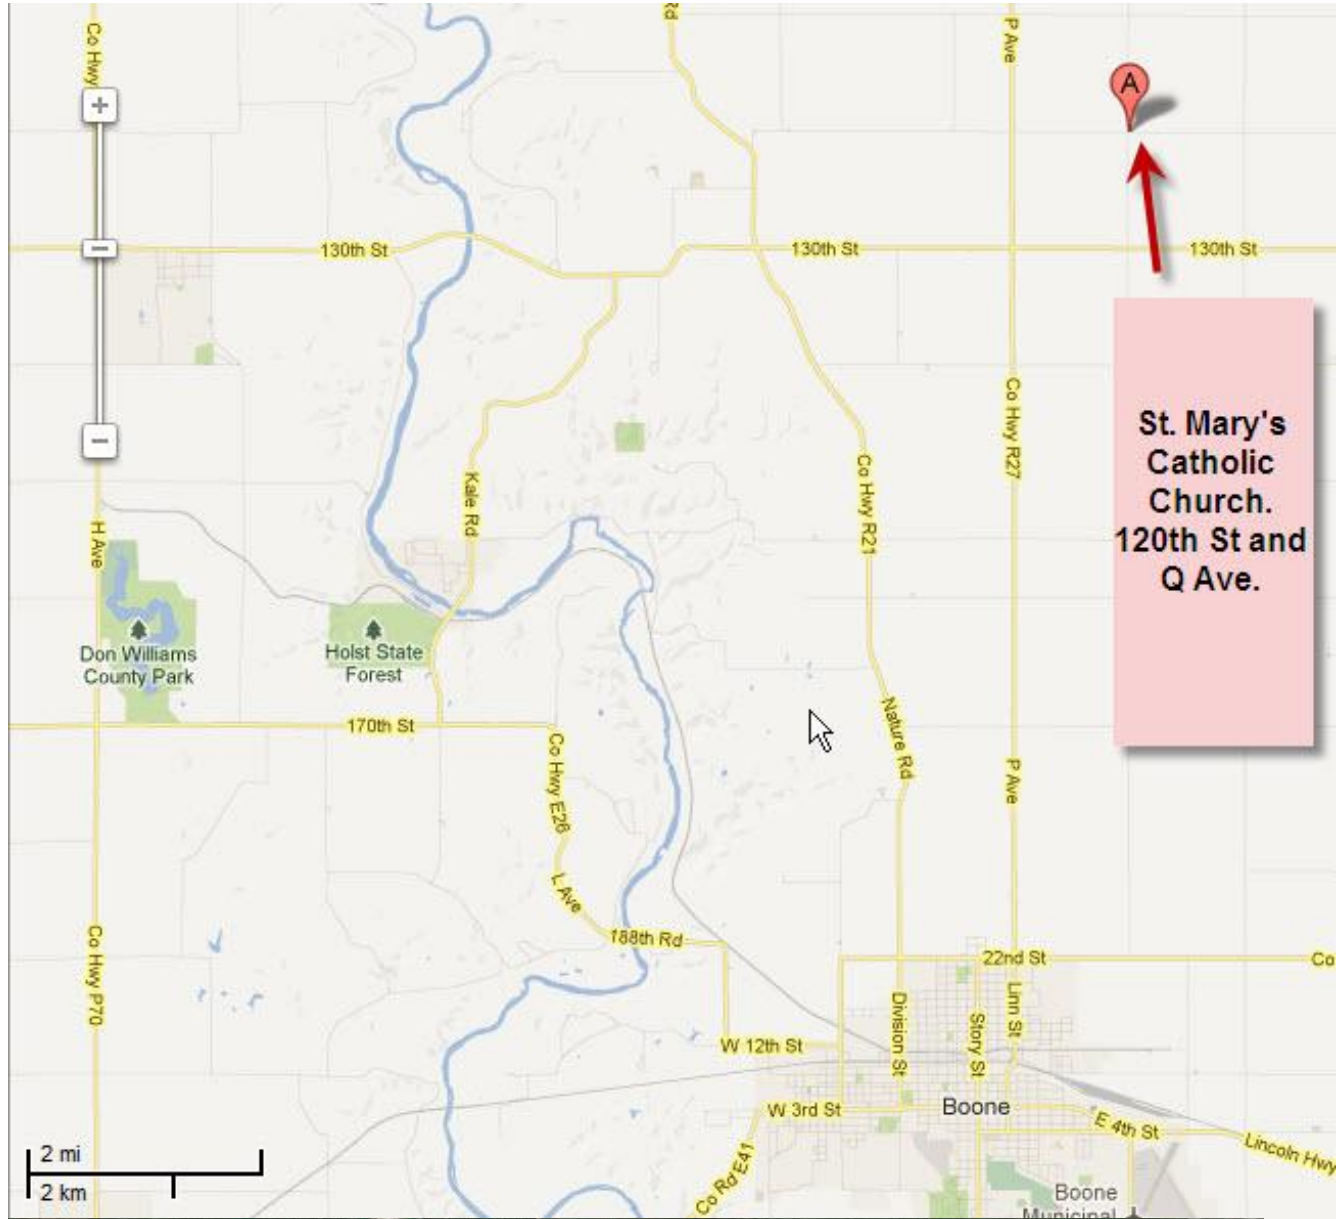 Co Hwy
Rd
P Ave
A
+
−
−
130th St
130th St
130th St
St. Mary's
Catholic
Church.
120th St and
Q Ave.
Co Hwy R27
Co Hwy R21
Kale Rd
H Ave
Don Williams
County Park
Holst State
Forest
170th St
Nature Rd
Co Hwy E26
P Ave
L Ave
188th Rd
22nd St
Co
Co Hwy P70
Division St
Story St
Linn St
W 12th St
W 3rd St
Boone
E 4th St
Lincoln Hwy
Co Rd E41
2 mi
2 km
Boone
Municipal